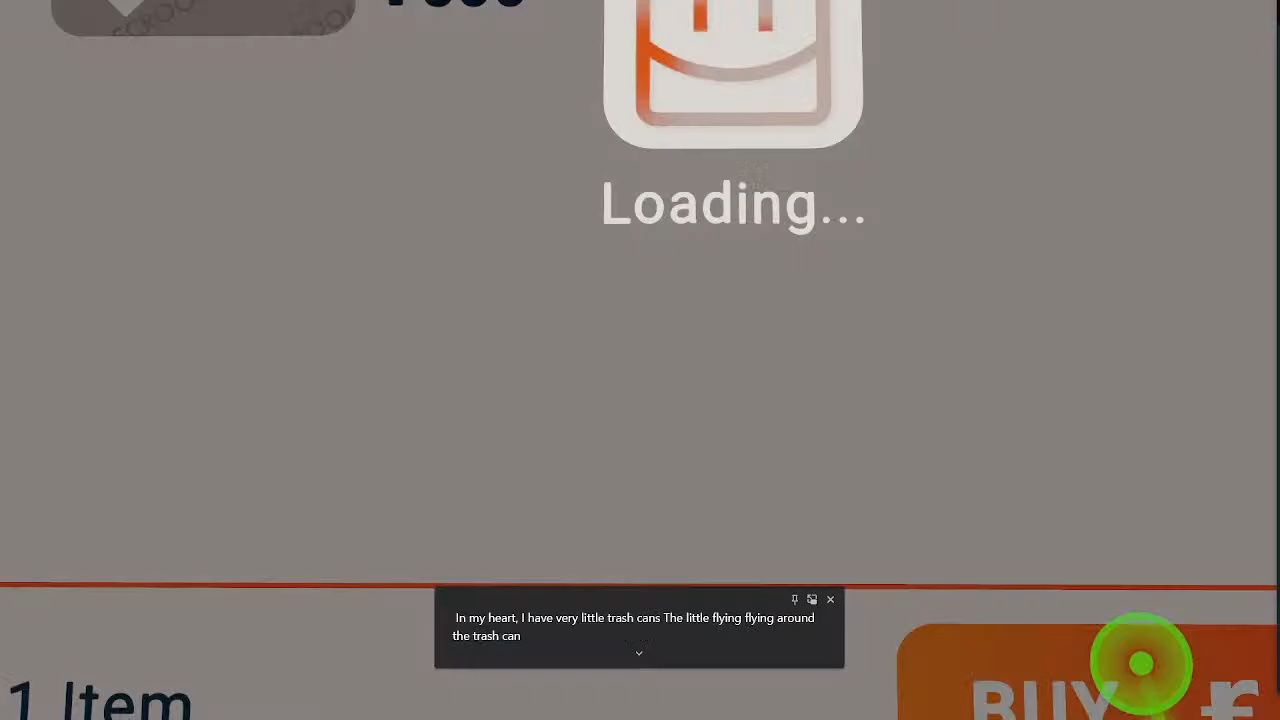 Loading...
In my heart, I have very little trash cans The little flying flying around
the trash can
1 Item
BUY